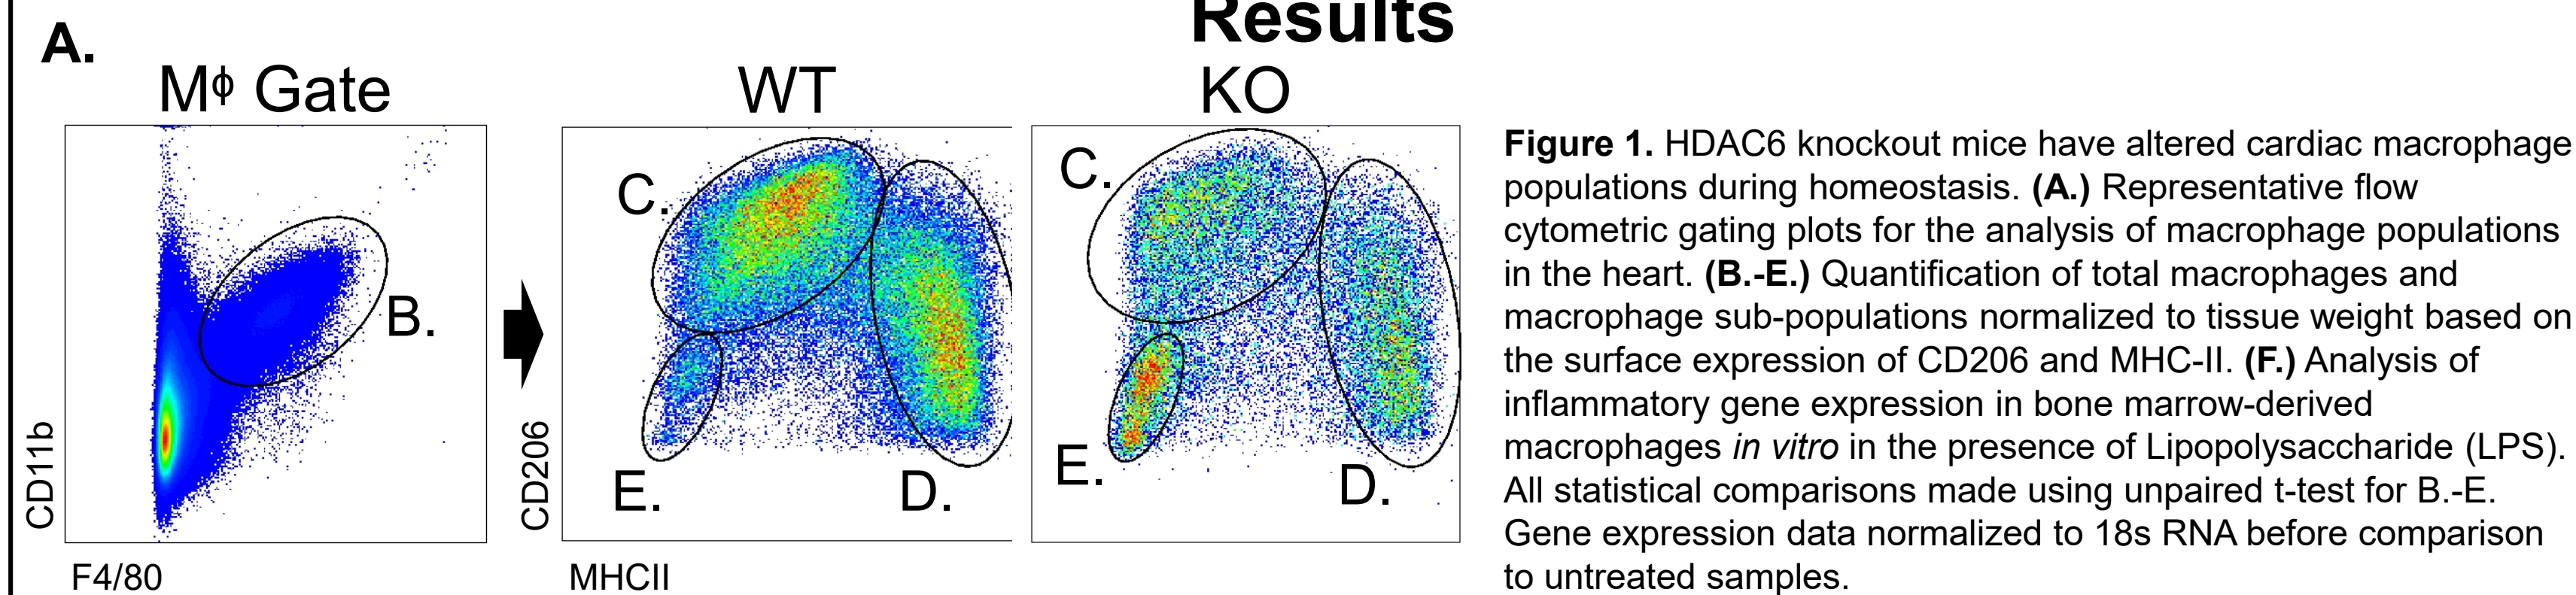 Results
A.
Mϕ Gate
WT
KO
B.
C.
E.
D.
C.
E.
D.
CD11b
F4/80
CD206
MHCII
Figure 1. HDAC6 knockout mice have altered cardiac macrophage
populations during homeostasis. (A.) Representative flow
cytometric gating plots for the analysis of macrophage populations
in the heart. (B.-E.) Quantification of total macrophages and
macrophage sub-populations normalized to tissue weight based on
the surface expression of CD206 and MHC-II. (F.) Analysis of
inflammatory gene expression in bone marrow-derived
macrophages in vitro in the presence of Lipopolysaccharide (LPS).
All statistical comparisons made using unpaired t-test for B.-E.
Gene expression data normalized to 18s RNA before comparison
to untreated samples.